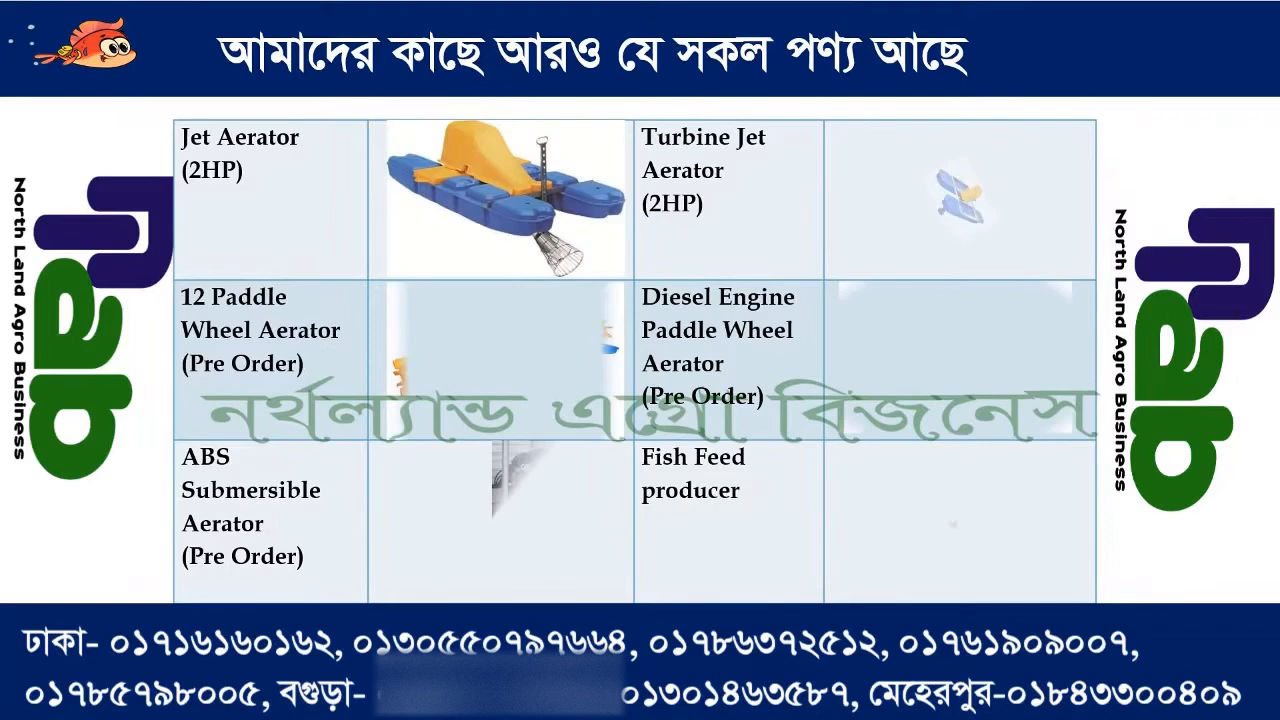 আমাদের কাছে আরও যে সকল পণ্য আছে
Jet Aerator
(2HP)
Turbine Jet
Aerator
(2HP)
12 Paddle
Wheel Aerator
(Pre Order)
Diesel Engine
Paddle Wheel
Aerator
(Pre Order)
নর্থল্যান্ড এগ্রো বিজনেস
ABS
Submersible
Aerator
(Pre Order)
Fish Feed
producer
nab
North Land Agro Business
nab
North Land Agro Business
ঢাকা- ০১৭১৬১৬০১৬২, ০১৩০৫৫০৭৯৭৬৬৪, ০১৭৮৬৩৭২৫১২, ০১৭৬১৯০৯০০৭,
০১৭৮৫৭৯৮০০৫, বগুড়া- ০১৩০১৪৬৩৫৮৭, মেহেরপুর-০১৮৪৩৩০০৪০৯